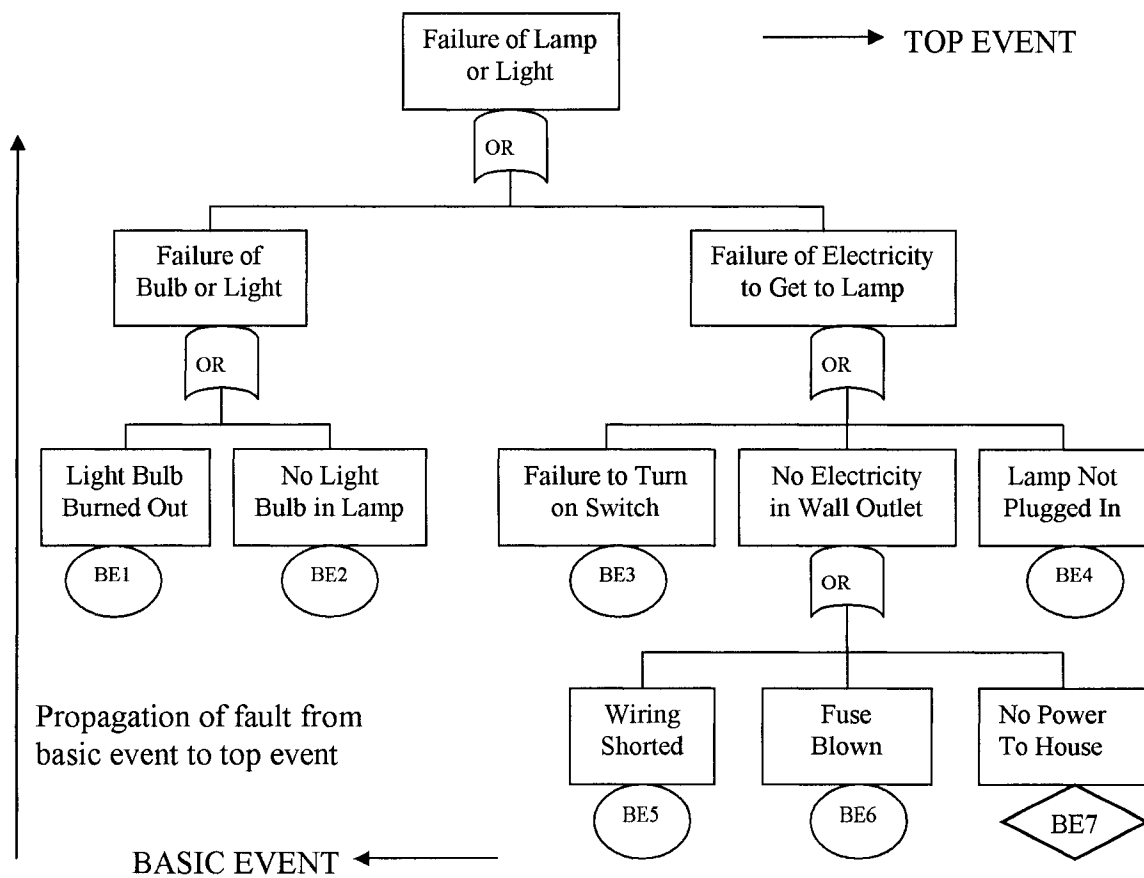 Failure of Lamp
or Light
TOP EVENT
OR
Failure of
Bulb or Light
Failure of Electricity
to Get to Lamp
OR
OR
Light Bulb
Burned Out
No Light
Bulb in Lamp
Failure to Turn
on Switch
No Electricity
in Wall Outlet
Lamp Not
Plugged In
BE1
BE2
BE3
OR
BE4
Propagation of fault from
basic event to top event
Wiring
Shorted
Fuse
Blown
No Power
To House
BE5
BE6
BE7
BASIC EVENT